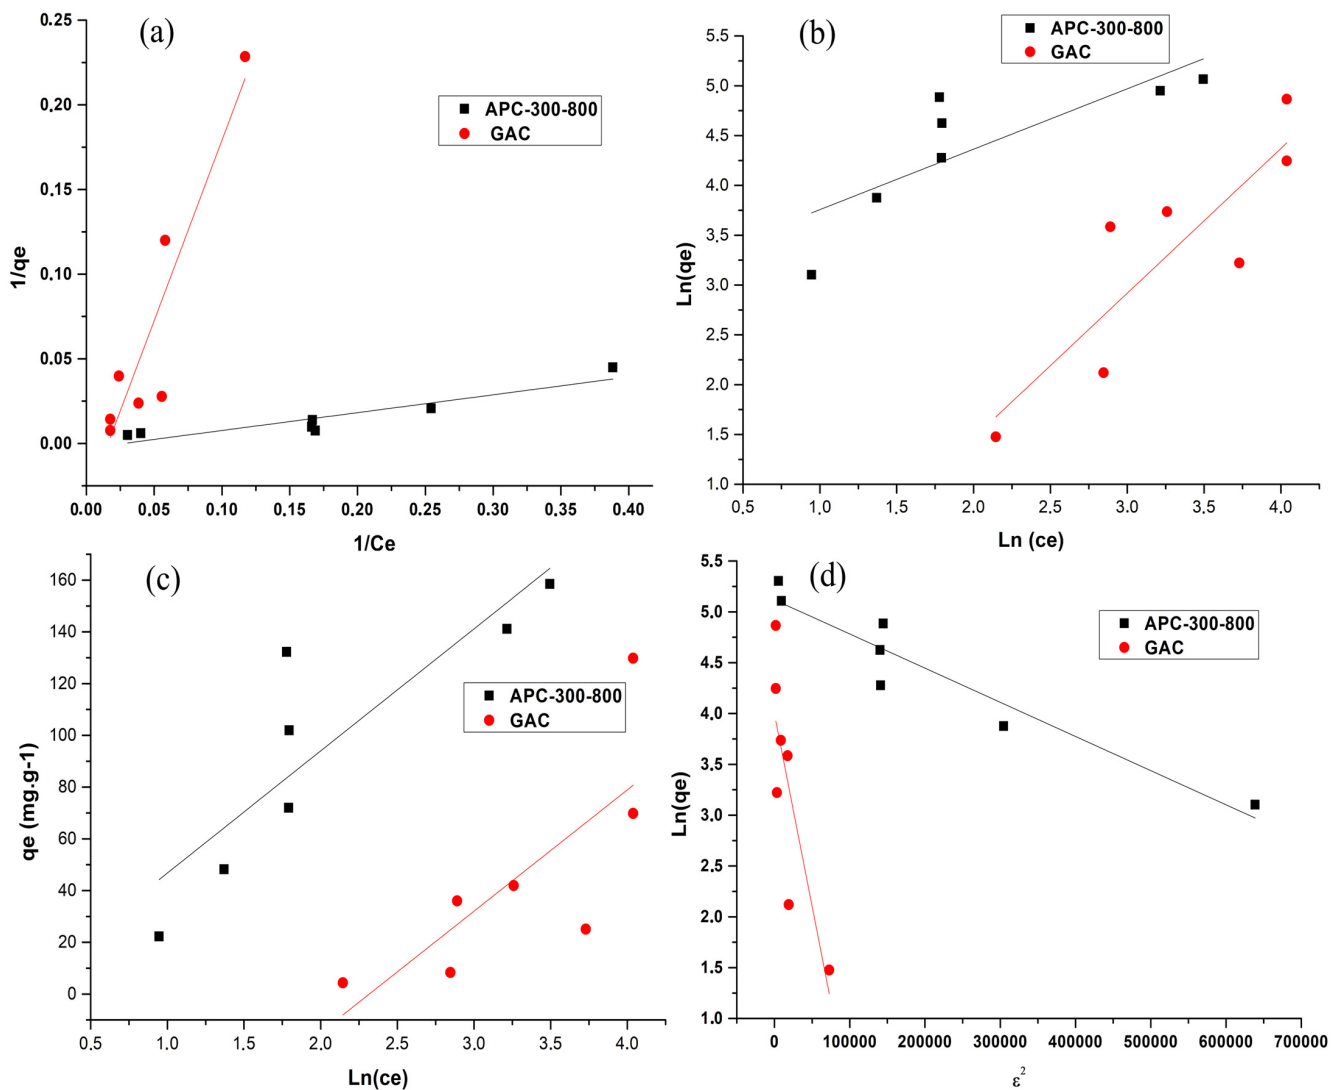 (a)
APC-300-800
GAC
0.25
0.20
0.15
0.10
0.05
0.00
1/qe
0.00 0.05 0.10 0.15 0.20 0.25 0.30 0.35 0.40
1/Ce
(b)
APC-300-800
GAC
5.5
5.0
4.5
4.0
3.5
3.0
2.5
2.0
1.5
1.0
Ln(qe)
0.5 1.0 1.5 2.0 2.5 3.0 3.5 4.0
Ln (ce)
(c)
APC-300-800
GAC
160
140
120
100
80
60
40
20
0
qe (mg.g-1)
0.5 1.0 1.5 2.0 2.5 3.0 3.5 4.0
Ln(ce)
(d)
APC-300-800
GAC
5.5
5.0
4.5
4.0
3.5
3.0
2.5
2.0
1.5
1.0
Ln(qe)
0 100000 200000 300000 400000 500000 600000 700000
ε²